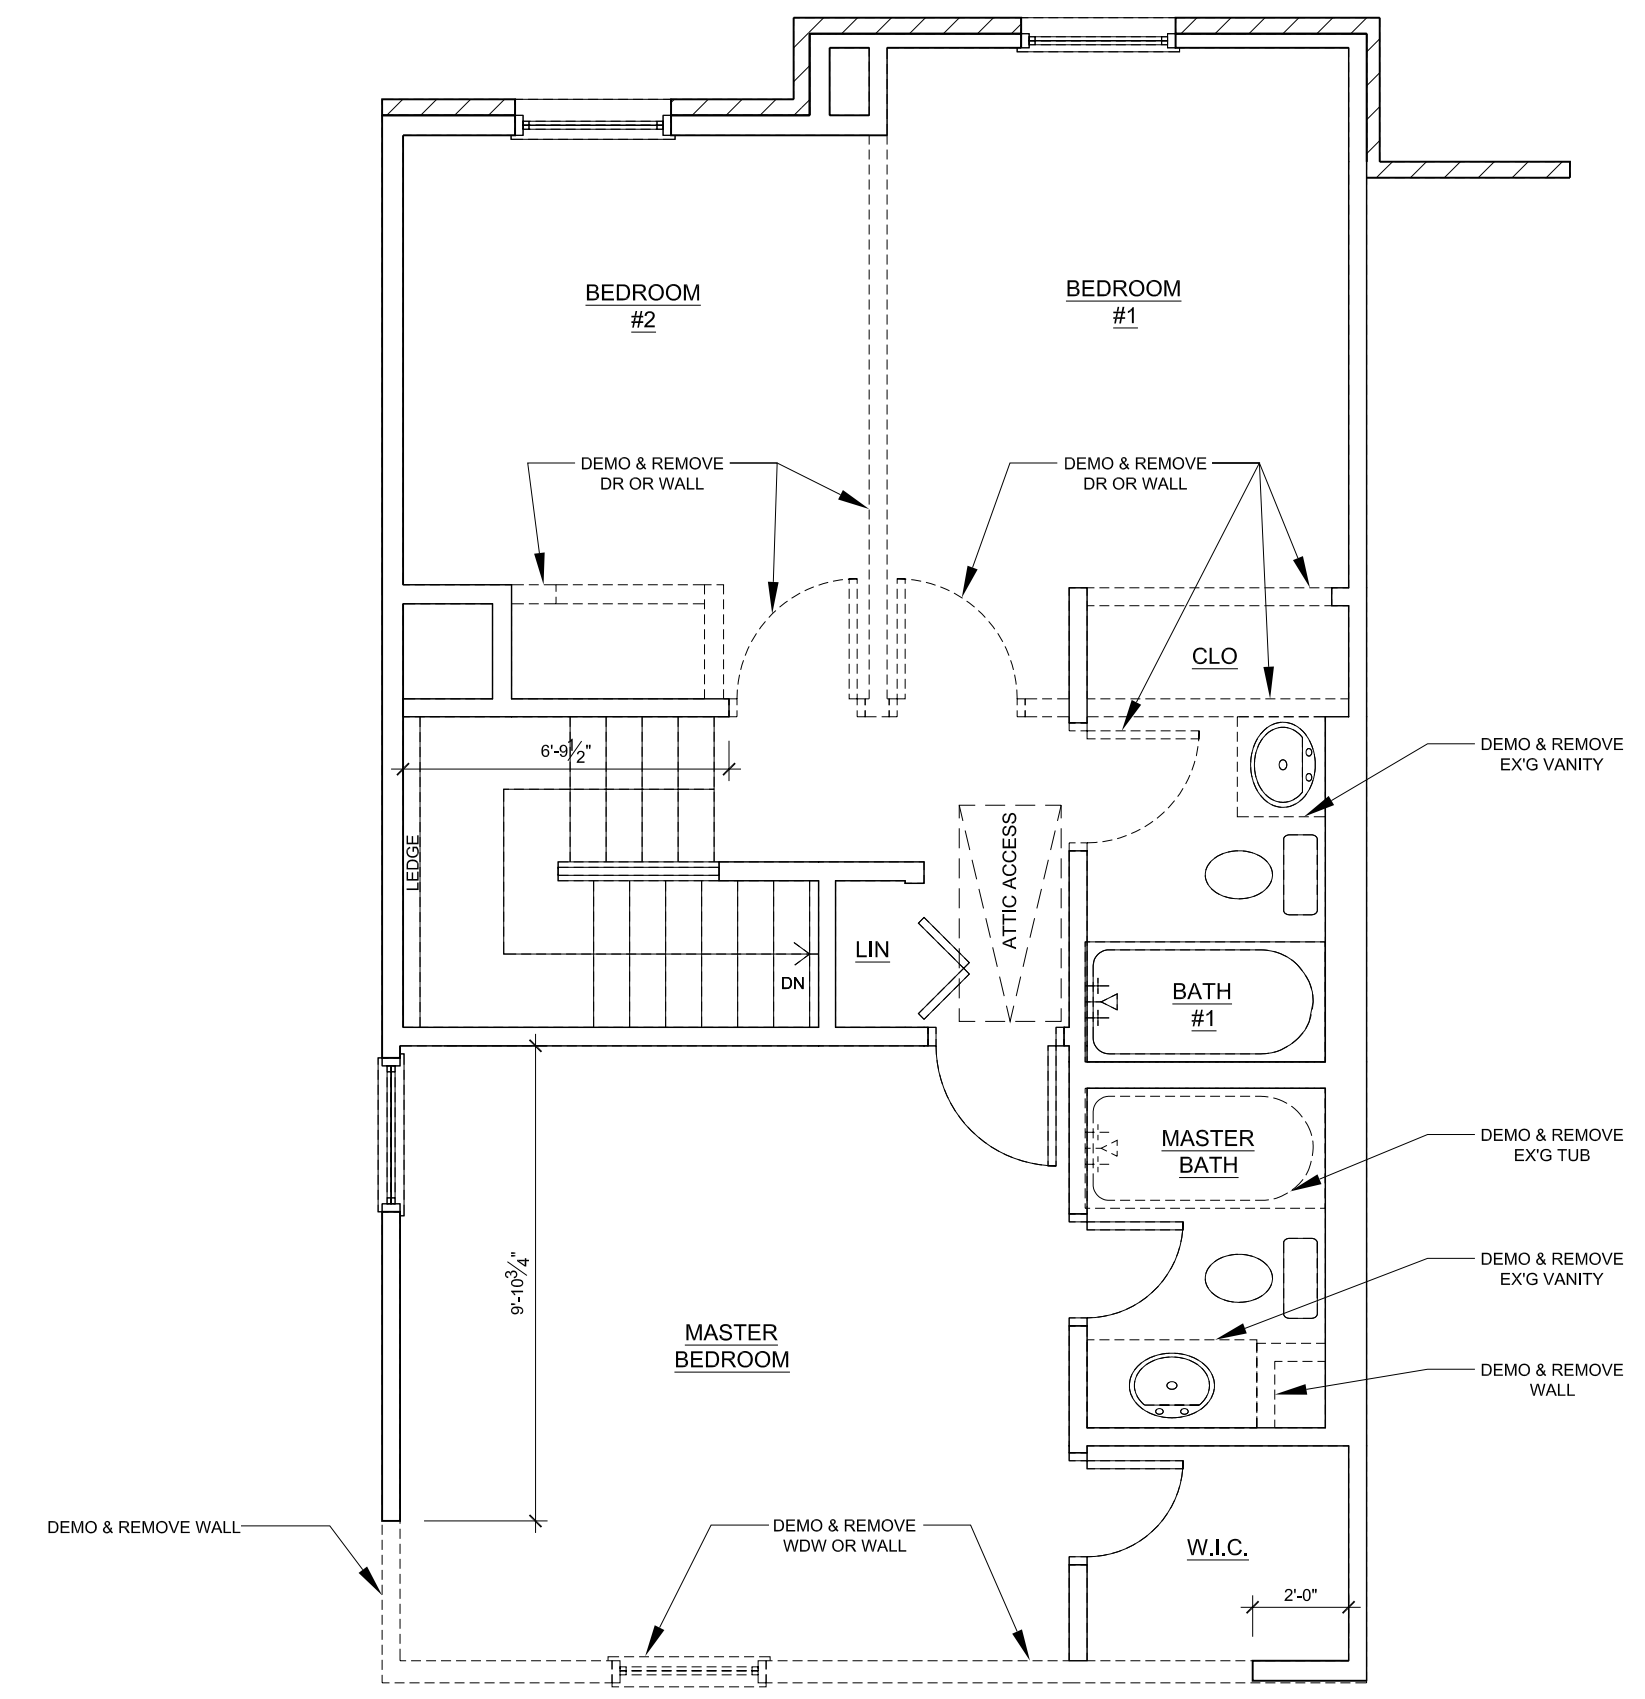 BEDROOM
#2
BEDROOM
#1
DEMO & REMOVE
DR OR WALL
DEMO & REMOVE
DR OR WALL
CLO
6'-9½"
DEMO & REMOVE
EX'G VANITY
LEDGE
ATTIC ACCESS
LIN
DN
BATH
#1
MASTER
BATH
DEMO & REMOVE
EX'G TUB
9'-10¾"
DEMO & REMOVE
EX'G VANITY
MASTER
BEDROOM
DEMO & REMOVE
WALL
DEMO & REMOVE WALL
DEMO & REMOVE
WDW OR WALL
W.I.C.
2'-0"